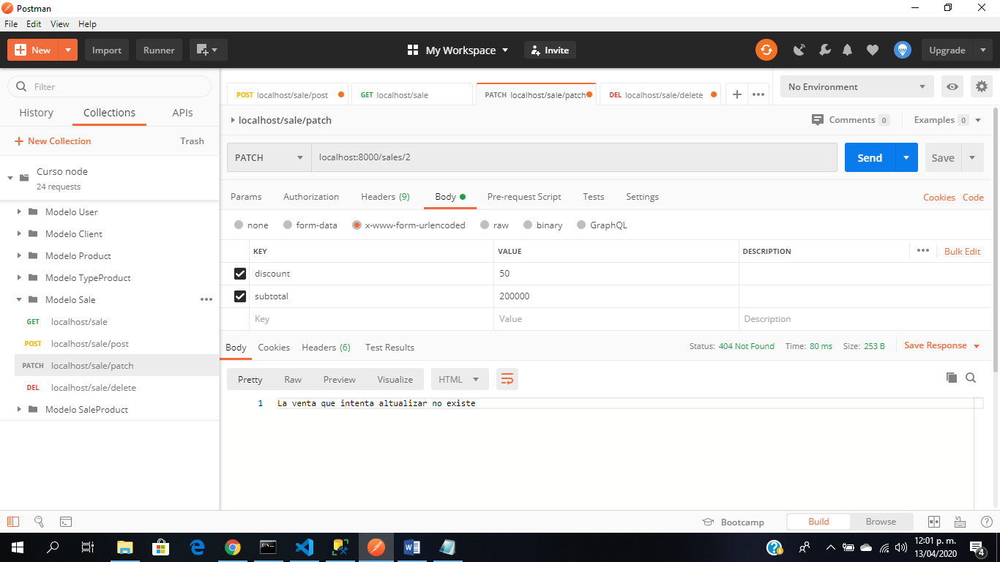 Postman
File Edit View Help
New Import Runner My Workspace Invite Upgrade
Filter
History Collections APIs
New Collection Trash
Curso node
24 requests
Modelo User
Modelo Client
Modelo Product
Modelo TypeProduct
Modelo Sale
GET localhost/sale
POST localhost/sale/post
PATCH localhost/sale/patch
DEL localhost/sale/delete
Modelo SaleProduct
POST localhost/sale/post GET localhost/sale PATCH localhost/sale/patch DEL localhost/sale/delete No Environment
localhost/sale/patch Comments 0 Examples 0
PATCH localhost:8000/sales/2 Send Save
Params Authorization Headers (9) Body Pre-request Script Tests Settings Cookies Code
none form-data x-www-form-urlencoded raw binary GraphQL
KEY VALUE DESCRIPTION Bulk Edit
discount 50
subtotal 200000
Key Value Description
Body Cookies Headers (6) Test Results Status: 404 Not Found Time: 80 ms Size: 253 B Save Response
Pretty Raw Preview Visualize HTML
1 La venta que intenta altualizar no existe
Bootcamp Build Browse
12:01 p. m.
13/04/2020
4